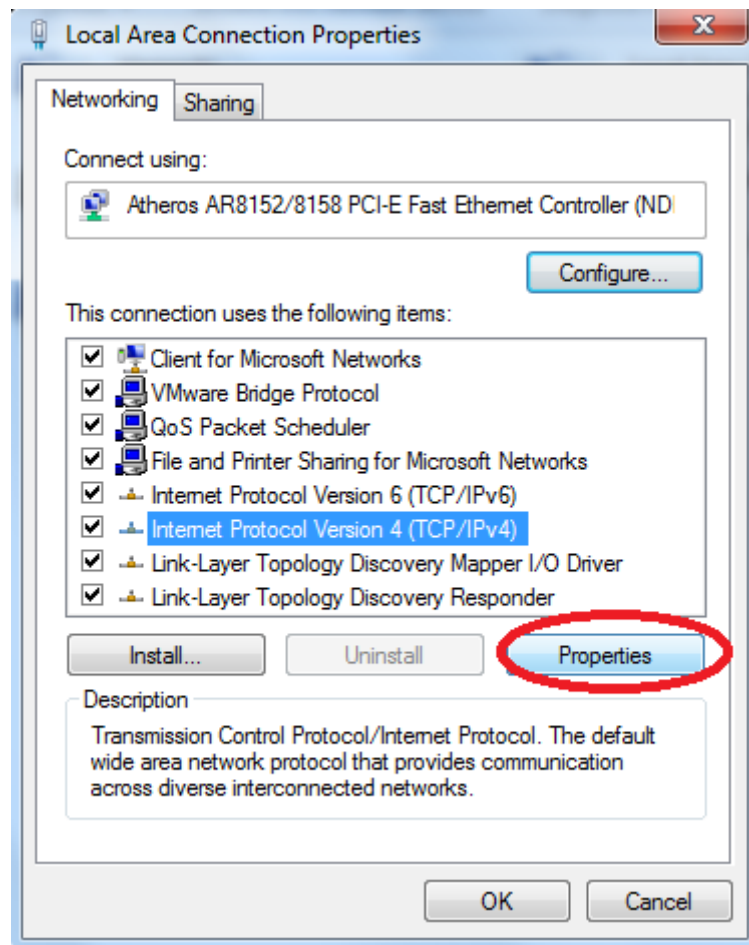 Local Area Connection Properties
Networking
Sharing
Connect using:
Atheros AR8152/8158 PCI-E Fast Ethernet Controller (NDI
Configure...
This connection uses the following items:
Client for Microsoft Networks
VMware Bridge Protocol
QoS Packet Scheduler
File and Printer Sharing for Microsoft Networks
Internet Protocol Version 6 (TCP/IPv6)
Internet Protocol Version 4 (TCP/IPv4)
Link-Layer Topology Discovery Mapper I/O Driver
Link-Layer Topology Discovery Responder
Install...
Uninstall
Properties
Description
Transmission Control Protocol/Internet Protocol. The default
wide area network protocol that provides communication
across diverse interconnected networks.
OK
Cancel